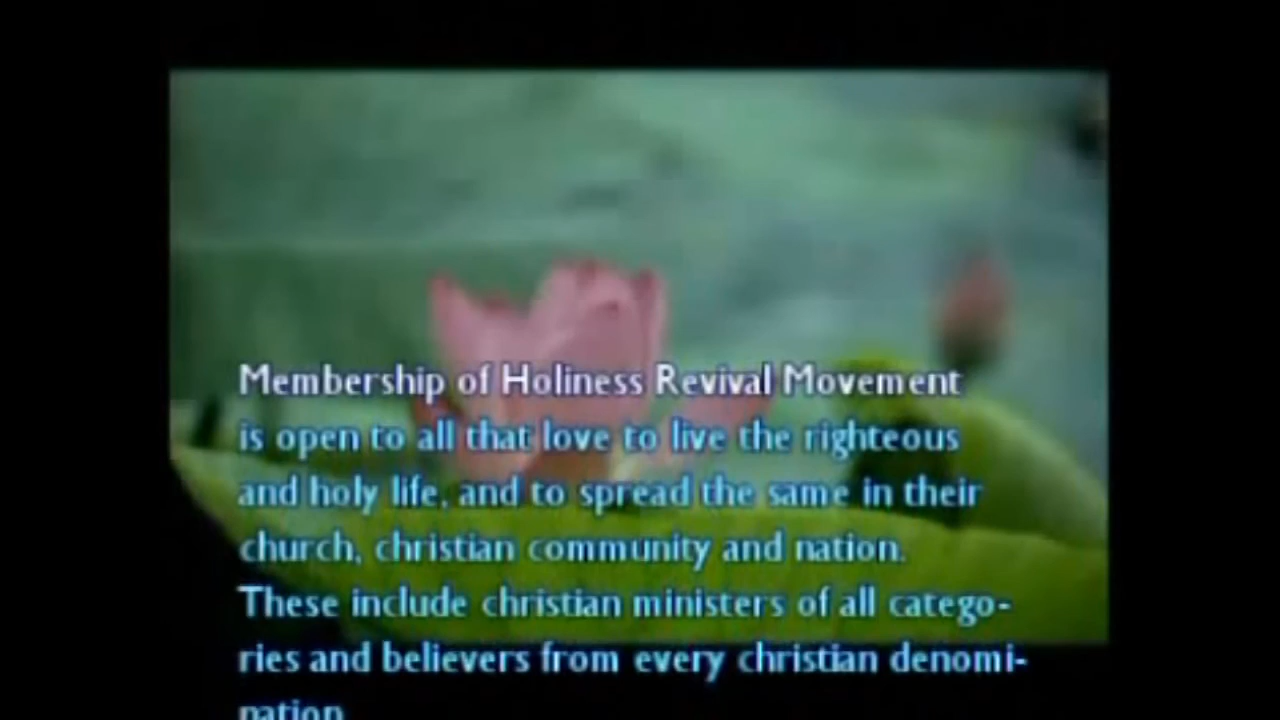 Membership of Holiness Revival Movement
is open to all that love to live the righteous
and holy life, and to spread the same in their
church, christian community and nation.
These include christian ministers of all catego-
ries and believers from every christian denomi-
nation.